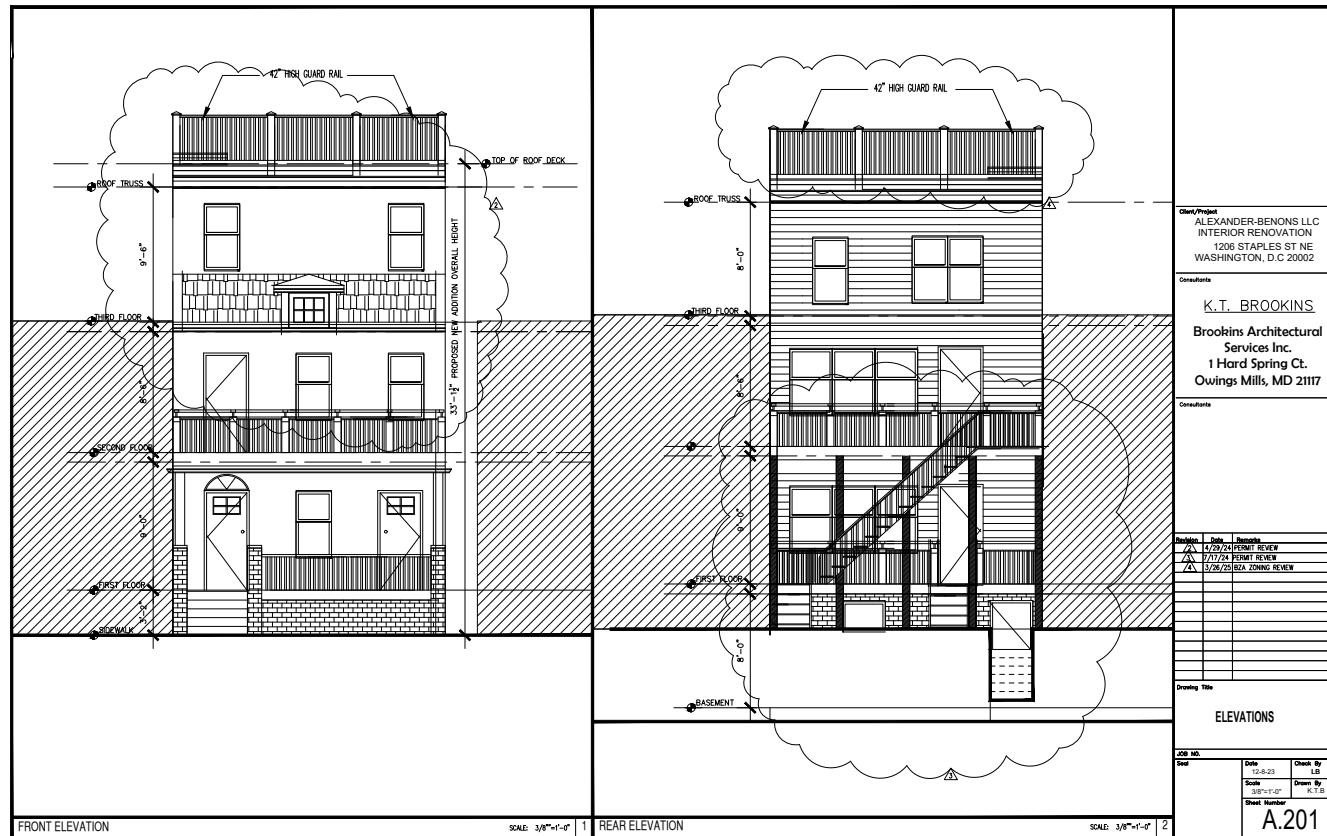 42" HIGH GUARD RAIL
TOP OF ROOF DECK
ROOF TRUSS
2
9'-6"
33'-1½" PROPOSED NEW ADDITION OVERALL HEIGHT
THIRD FLOOR
8'-6"
SECOND FLOOR
9'-0"
FIRST FLOOR
3'-2"
SIDEWALK
FRONT ELEVATION
SCALE: 3/8""=1'-0"
1
42" HIGH GUARD RAIL
ROOF TRUSS
4
8'-0"
THIRD FLOOR
8'-6"
9'-0"
FIRST FLOOR
8'-0"
BASEMENT
3
REAR ELEVATION
SCALE: 3/8""=1'-0"
2
Client/Project
ALEXANDER-BENONS LLC
INTERIOR RENOVATION
1206 STAPLES ST NE
WASHINGTON, D.C 20002
Consultants
K.T. BROOKINS
Brookins Architectural
Services Inc.
1 Hard Spring Ct.
Owings Mills, MD 21117
Consultants
Revision Date Remarks
2 4/29/24 PERMIT REVIEW
3 7/17/24 PERMIT REVIEW
4 3/26/25 BZA ZONING REVIEW
Drawing Title
ELEVATIONS
JOB NO.
Seal
Date
12-8-23
Check By
LB
Scale
3/8"=1'-0"
Drawn By
K.T.B
Sheet Number
A.201